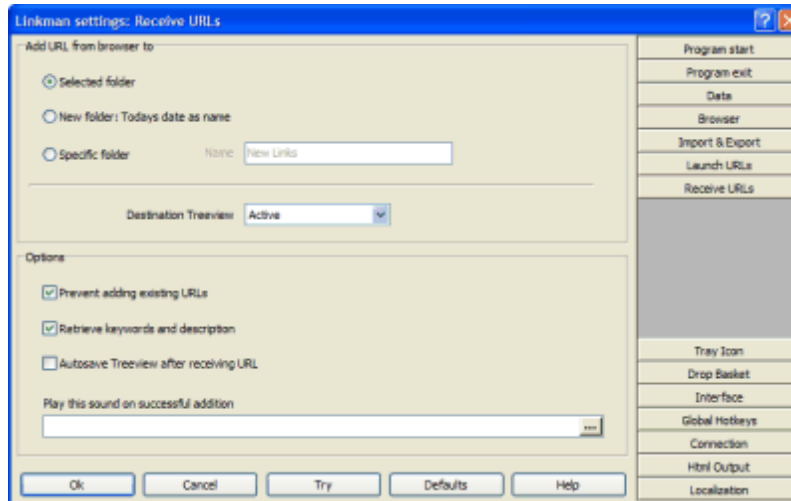 Linkman settings: Receive URLs
Add URL from browser to
Selected folder
New folder: Todays date as name
Specific folder Name New Links
Destination Treeview Active
Options
Prevent adding existing URLs
Retrieve keywords and description
Autosave Treeview after receiving URL
Play this sound on successful addition
...
Ok Cancel Try Defaults Help
Program start
Program exit
Data
Browser
Import & Export
Launch URLs
Receive URLs
Tray Icon
Drop Basket
Interface
Global Hotkeys
Connection
Html Output
Localization